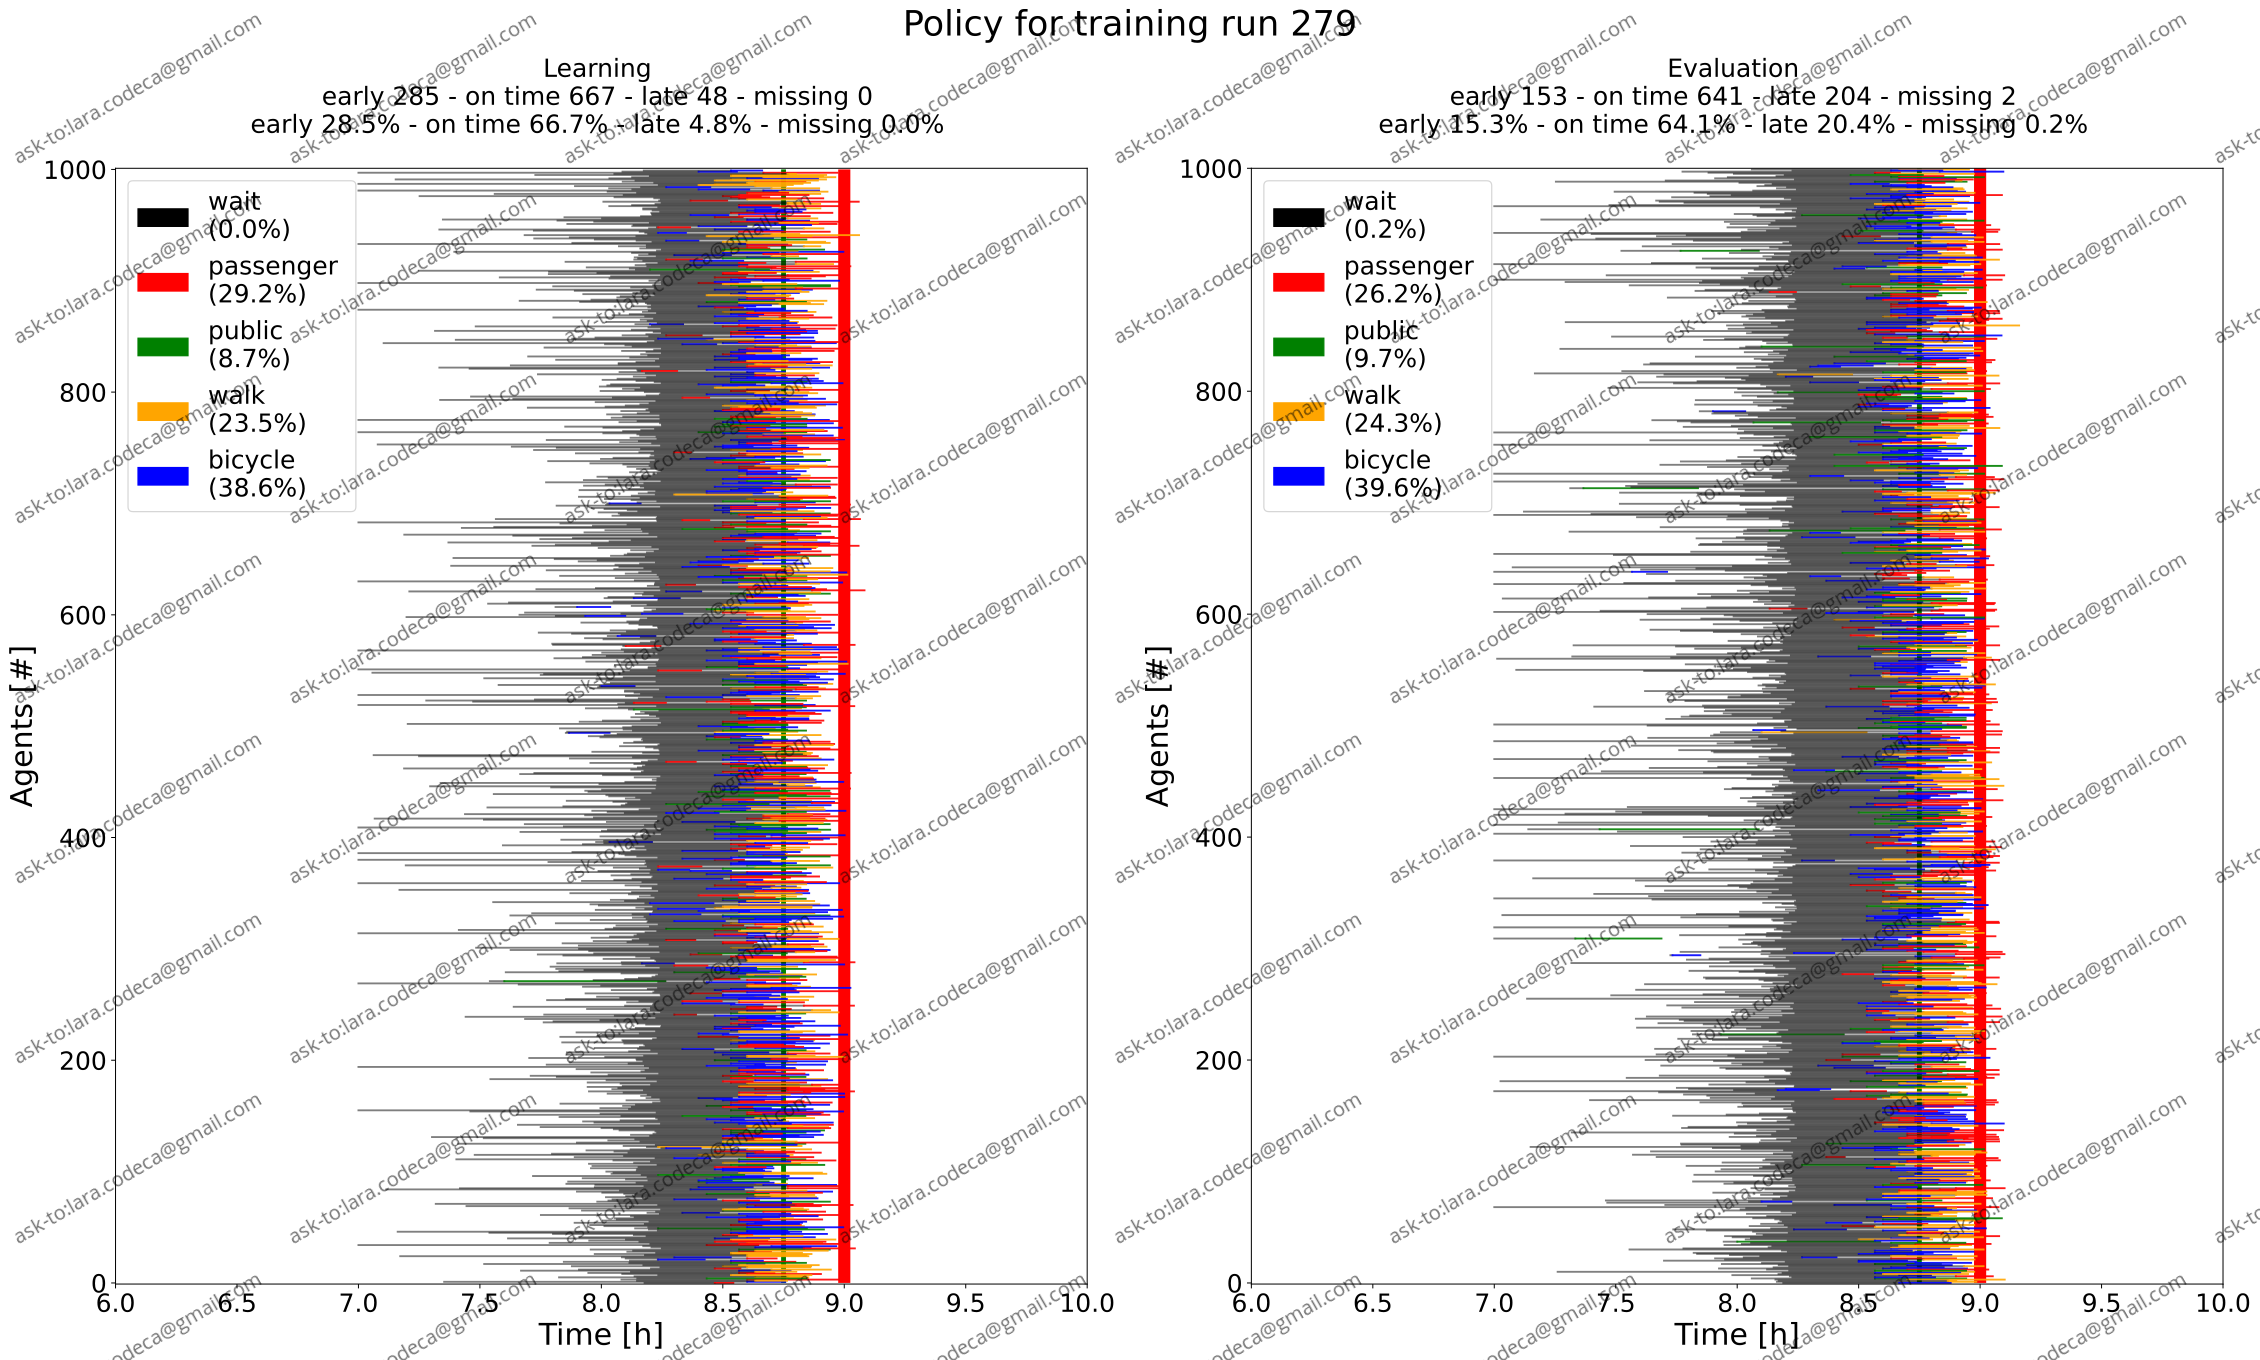 Policy for training run 279
Learning
early 285 - on time 667 - late 48 - missing 0
early 28.5% - on time 66.7% - late 4.8% - missing 0.0%
1000
800
600
400
200
0
Agents [#]
wait
(0.0%)
passenger
(29.2%)
public
(8.7%)
walk
(23.5%)
bicycle
(38.6%)
6.0 6.5 7.0 7.5 8.0 8.5 9.0 9.5 10.0
Time [h]
Evaluation
early 153 - on time 641 - late 204 - missing 2
early 15.3% - on time 64.1% - late 20.4% - missing 0.2%
1000
800
600
400
200
0
Agents [#]
wait
(0.2%)
passenger
(26.2%)
public
(9.7%)
walk
(24.3%)
bicycle
(39.6%)
6.0 6.5 7.0 7.5 8.0 8.5 9.0 9.5 10.0
Time [h]
ask-to:lara.codeca@gmail.com